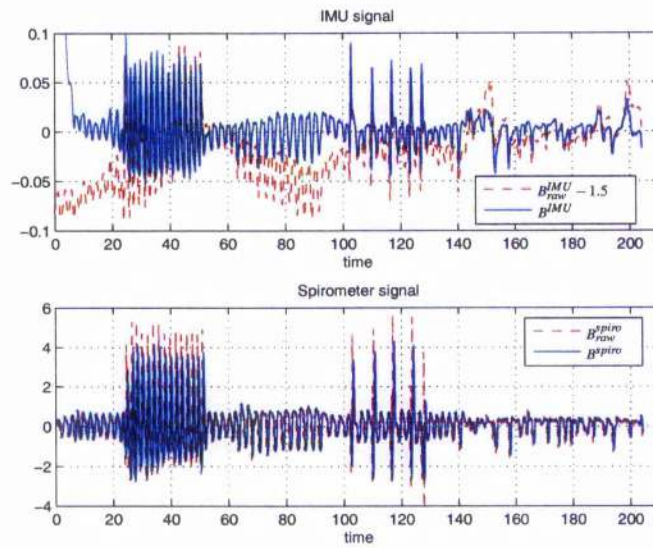 IMU signal
0.1
0.05
0
−0.05
−0.1
0 20 40 60 80 100 120 140 160 180 200
time
B^{IMU}_{raw} − 1.5
B^{IMU}
Spirometer signal
6
4
2
0
−2
−4
0 20 40 60 80 100 120 140 160 180 200
time
B^{spiro}_{raw}
B^{spiro}